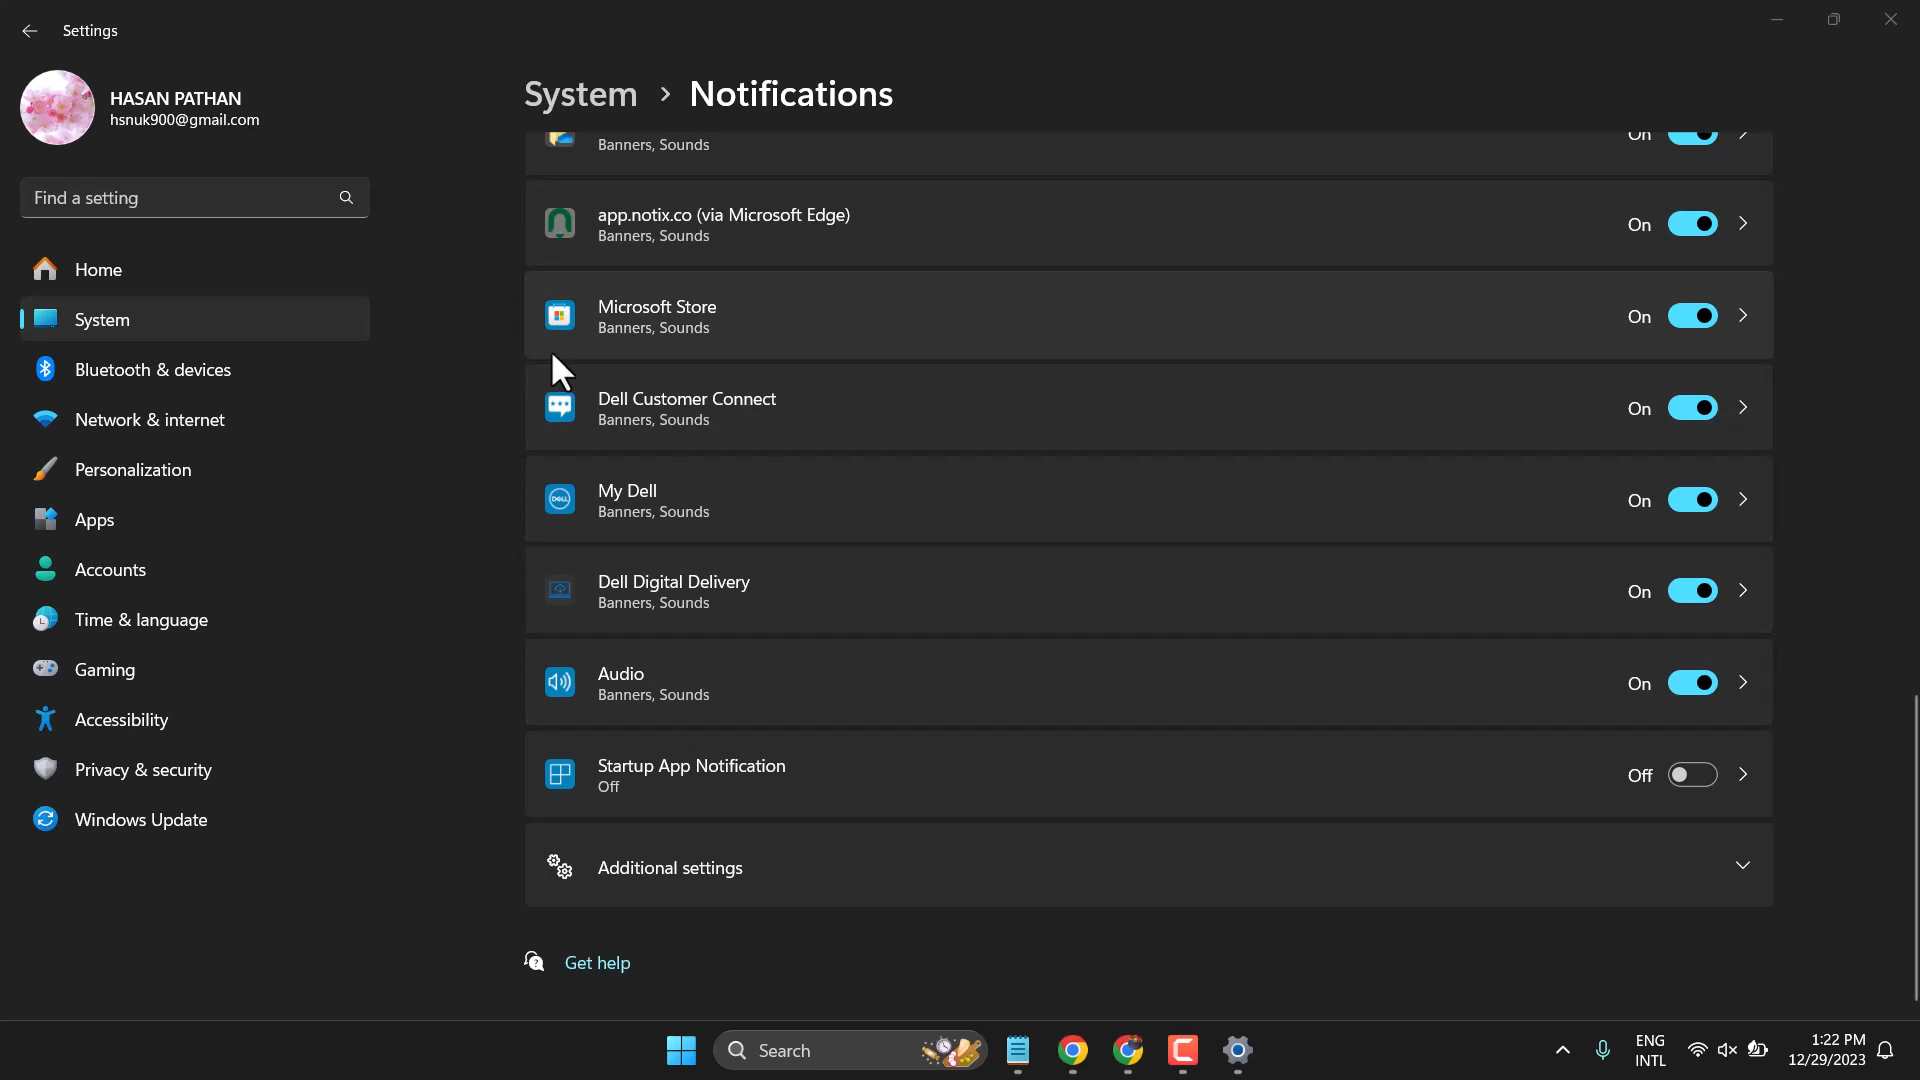 Settings
HASAN PATHAN
hsnuk900@gmail.com
Find a setting
Home
System
Bluetooth & devices
Network & internet
Personalization
Apps
Accounts
Time & language
Gaming
Accessibility
Privacy & security
Windows Update
System > Notifications
Banners, Sounds
On
app.notix.co (via Microsoft Edge)
Banners, Sounds
On
Microsoft Store
Banners, Sounds
On
Dell Customer Connect
Banners, Sounds
On
DELL
My Dell
Banners, Sounds
On
Dell Digital Delivery
Banners, Sounds
On
Audio
Banners, Sounds
On
Startup App Notification
Off
Off
Additional settings
Get help
Search
ENG
INTL
1:22 PM
12/29/2023